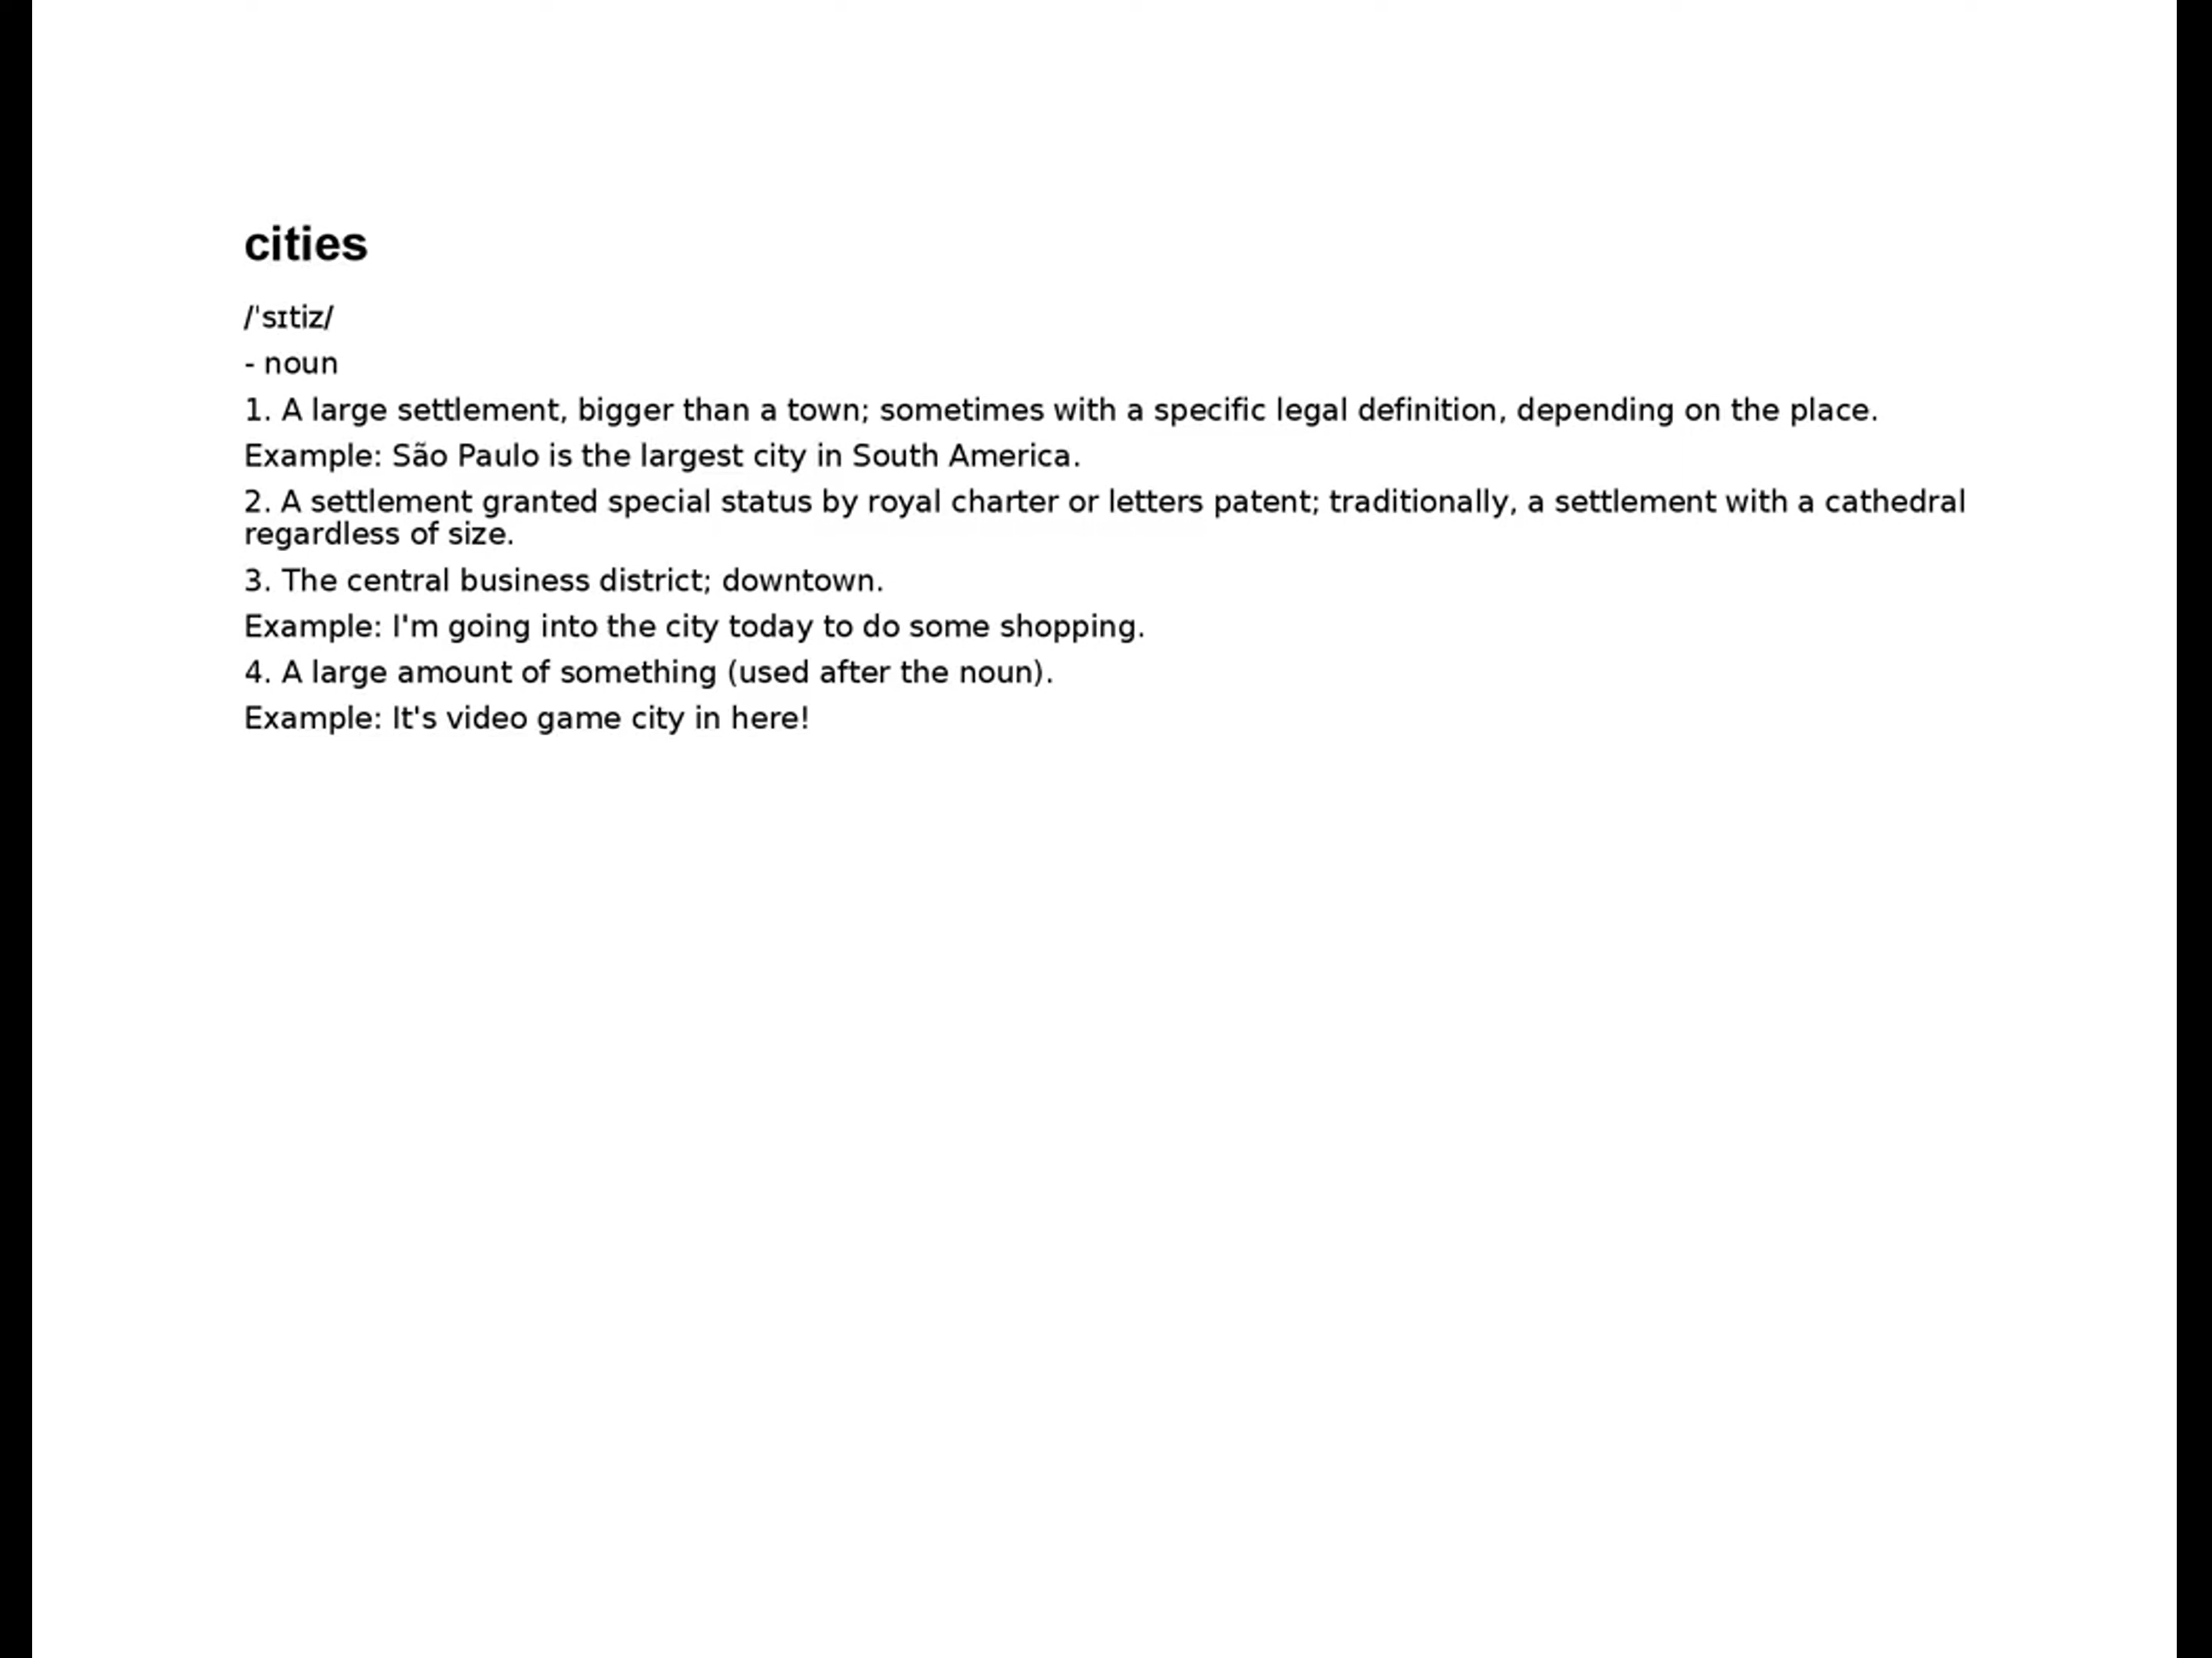 cities
/ˈsɪtiz/
- noun
1. A large settlement, bigger than a town; sometimes with a specific legal definition, depending on the place.
Example: São Paulo is the largest city in South America.
2. A settlement granted special status by royal charter or letters patent; traditionally, a settlement with a cathedral
regardless of size.
3. The central business district; downtown.
Example: I'm going into the city today to do some shopping.
4. A large amount of something (used after the noun).
Example: It's video game city in here!